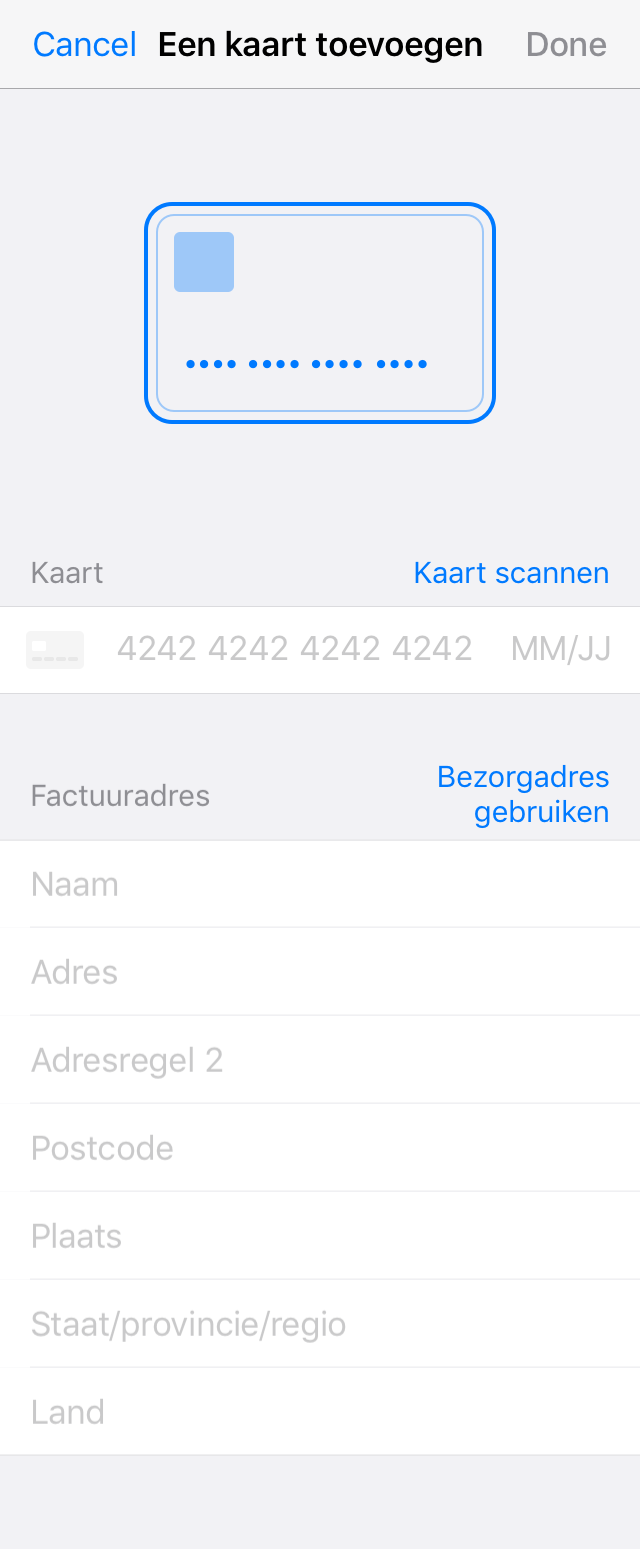 Cancel Een kaart toevoegen Done
Kaart Kaart scannen
4242 4242 4242 4242 MM/JJ
Factuuradres Bezorgadres
gebruiken
Naam
Adres
Adresregel 2
Postcode
Plaats
Staat/provincie/regio
Land